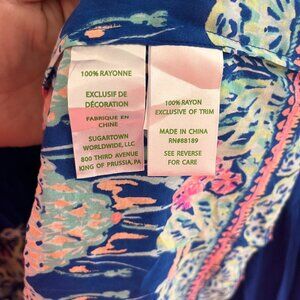 100% RAYONNE
EXCLUSIF DE
DÉCORATION
FABRIQUE EN
CHINE
SUGARTOWN
WORLDWIDE, LLC
800 THIRD AVENUE
KING OF PRUSSIA, PA
100% RAYON
EXCLUSIVE OF TRIM
MADE IN CHINA
RN#88189
SEE REVERSE
FOR CARE